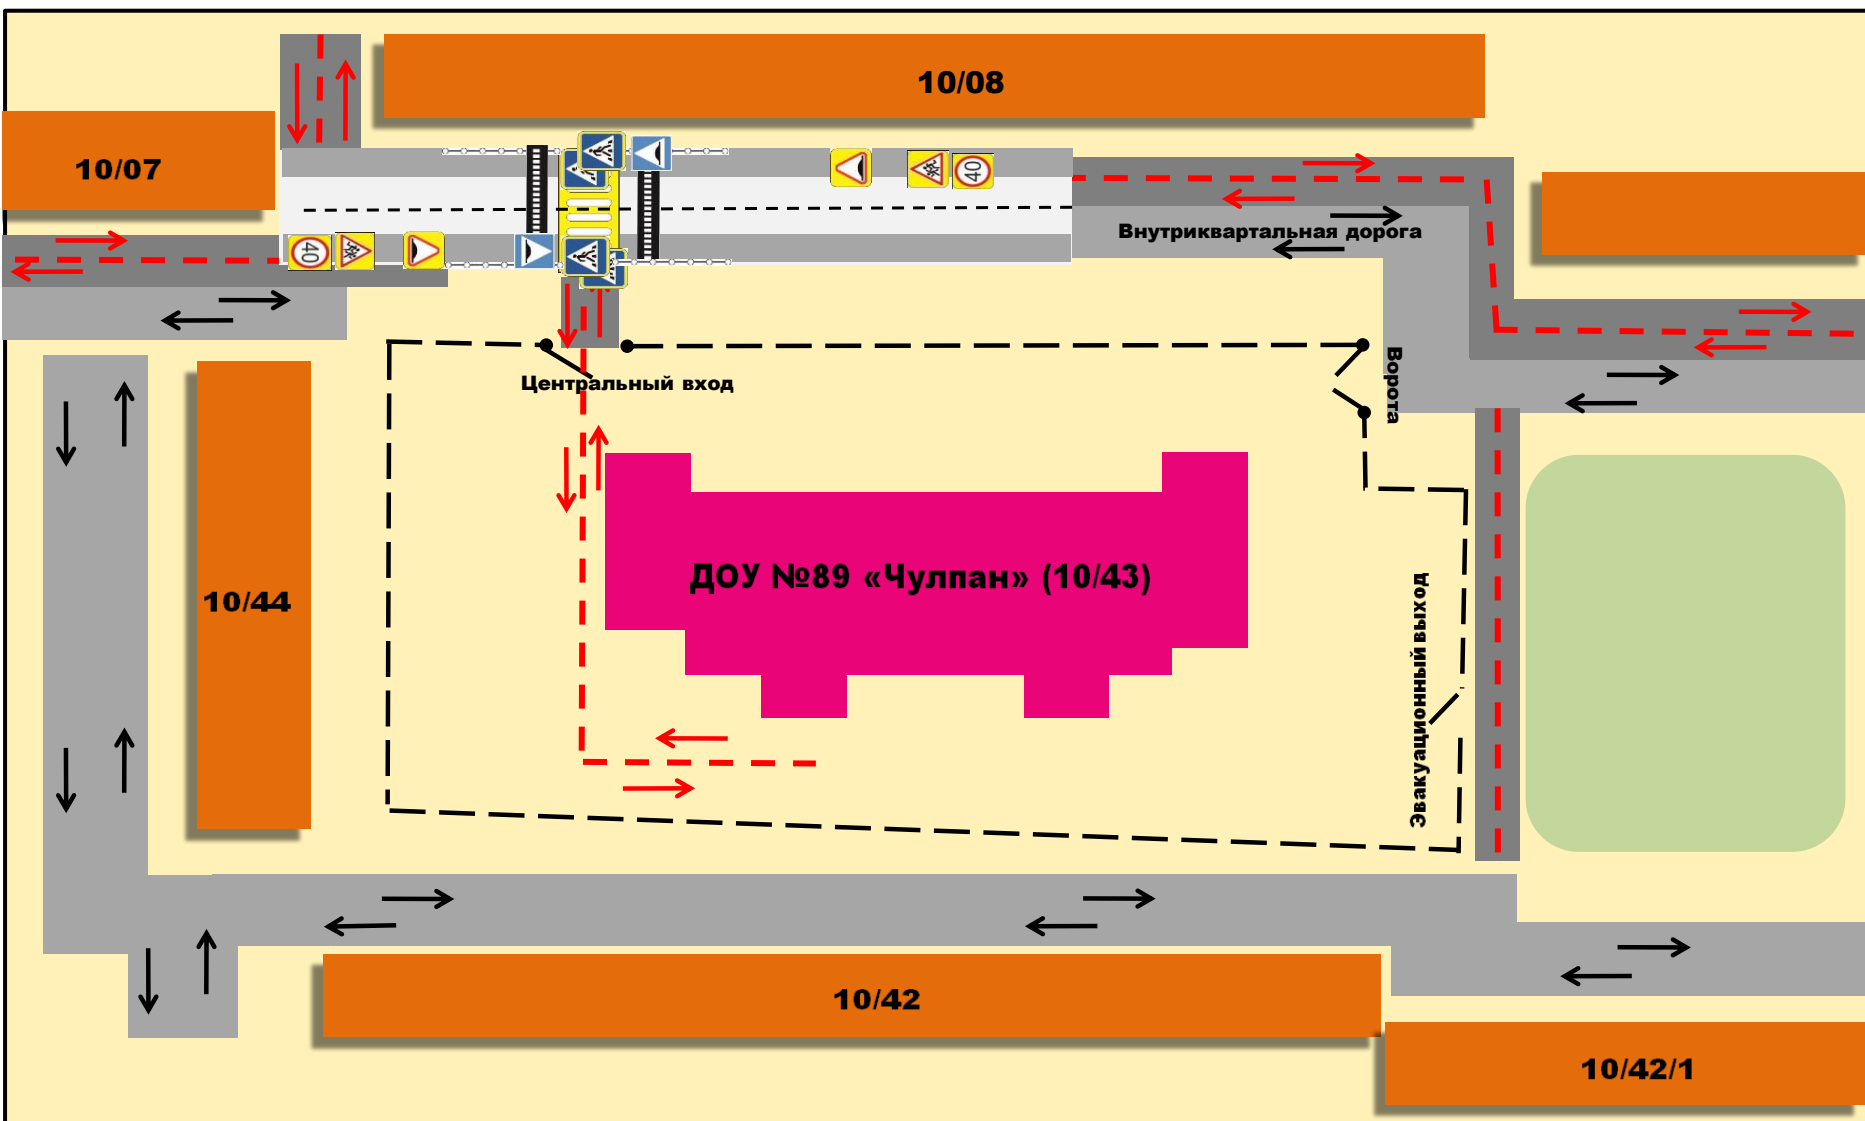 10/08
10/07
40
40
Внутриквартальная дорога
Центральный вход
Ворота
ДОУ №89 «Чулпан» (10/43)
10/44
Эвакуационный выход
10/42
10/42/1